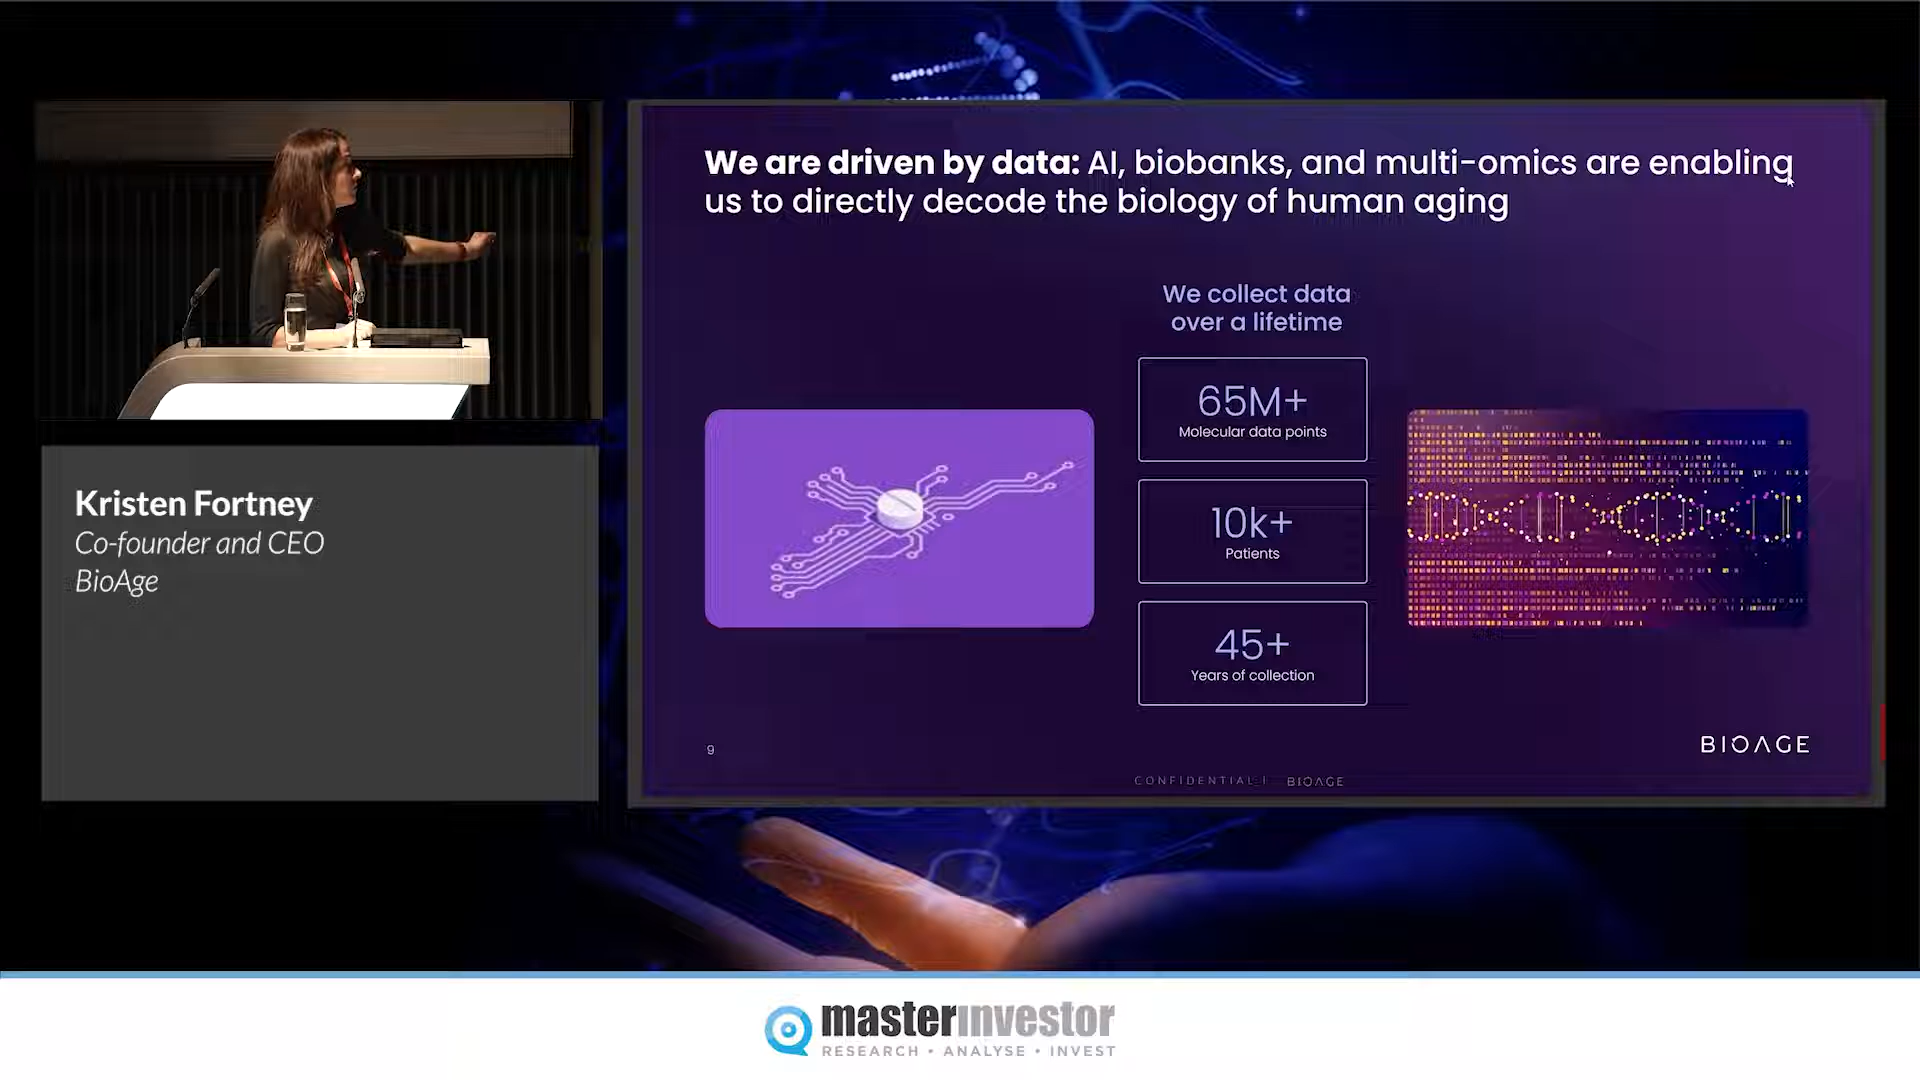 We are driven by data: AI, biobanks, and multi-omics are enabling
us to directly decode the biology of human aging
We collect data
over a lifetime
65M+
Molecular data points
10k+
Patients
45+
Years of collection
9
BIOAGE
CONFIDENTIAL | BIOAGE
Kristen Fortney
Co-founder and CEO
BioAge
masterinvestor
RESEARCH • ANALYSE • INVEST